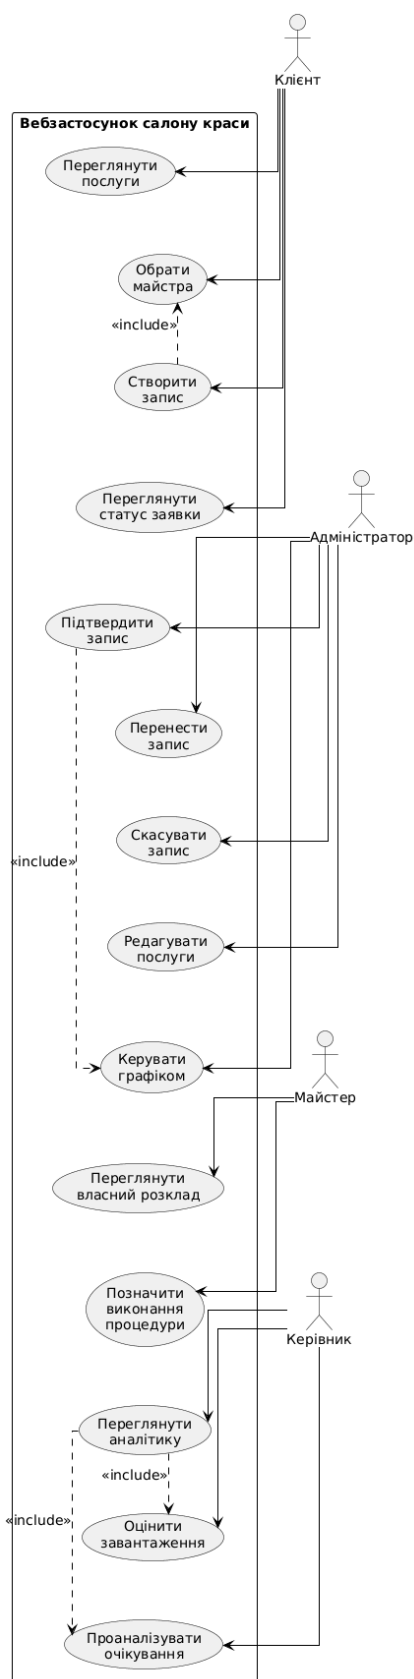 Клієнт
Вебзастосунок салону краси
Переглянути
послуги
Обрати
майстра
«include»
Створити
запис
Переглянути
статус заявки
Адміністратор
Підтвердити
запис
Перенести
запис
Скасувати
запис
«include»
Редагувати
послуги
Керувати
графіком
Майстер
Переглянути
власний розклад
Позначити
виконання
процедури
Керівник
Переглянути
аналітику
«include»
«include»
Оцінити
завантаження
Проаналізувати
очікування